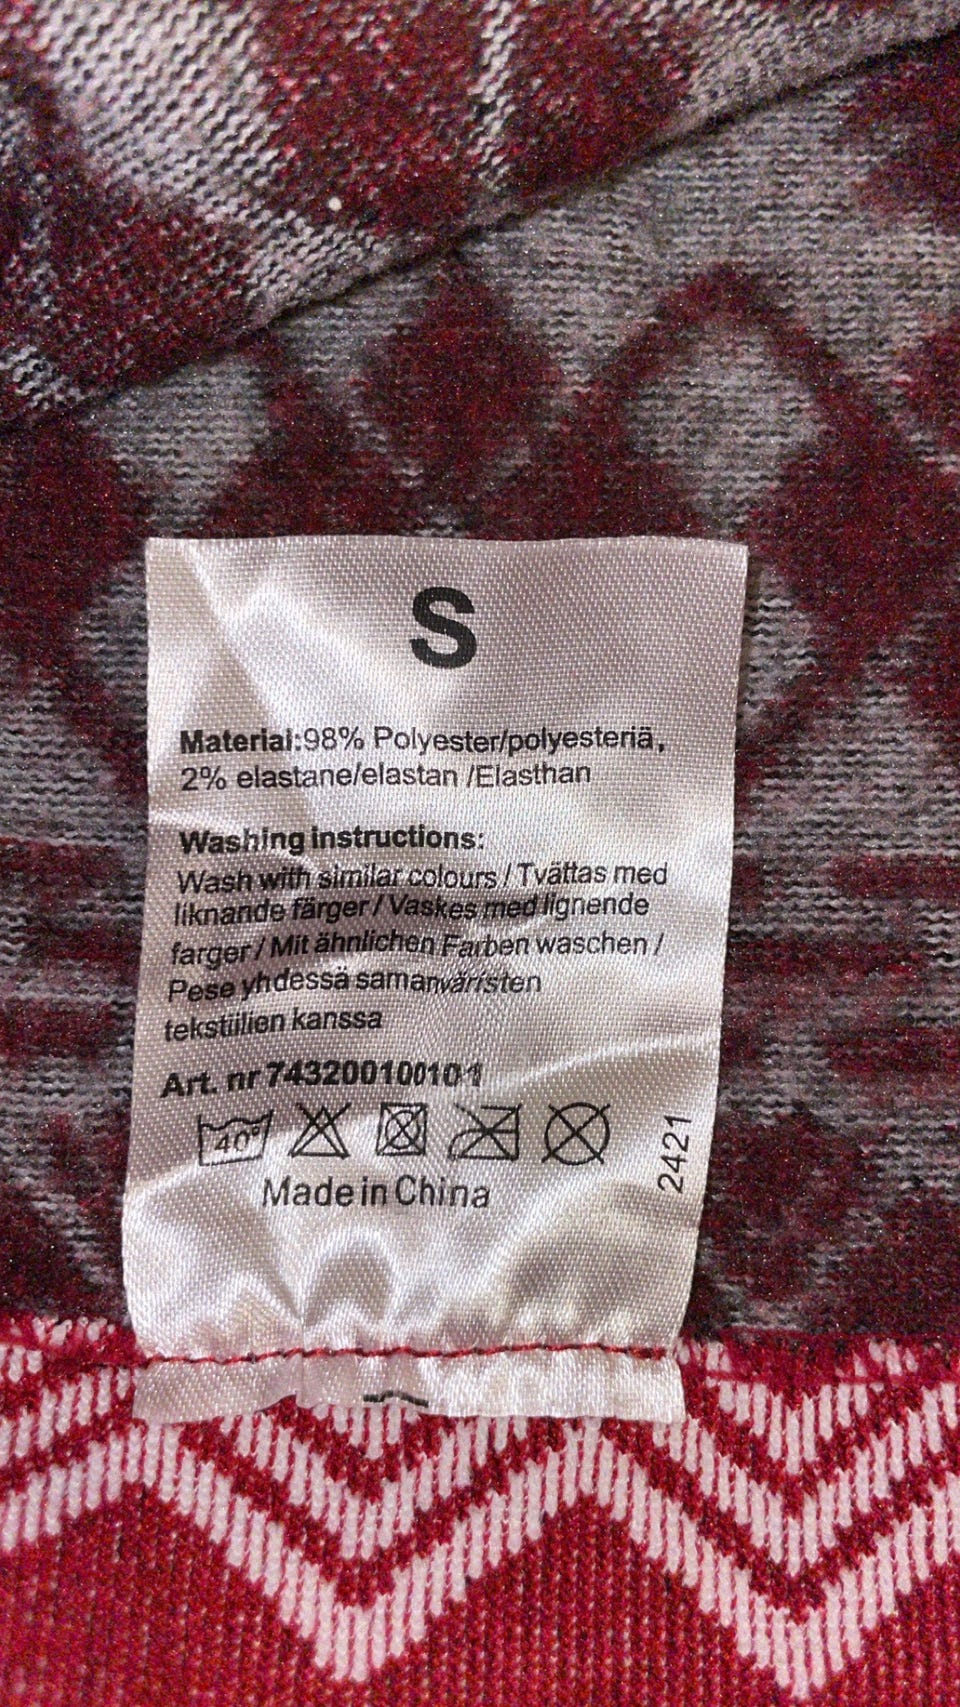 S
Material:98% Polyester/polyesteriä,
2% elastane/elastan /Elasthan
Washing instructions:
Wash with similar colours / Tvättas med
liknande färger / Vaskes med lignende
farger / Mit ähnlichen Farben waschen /
Pese yhdessä samanväristen
tekstiilien kanssa
Art. nr 743200100101
40°
Made in China
2421